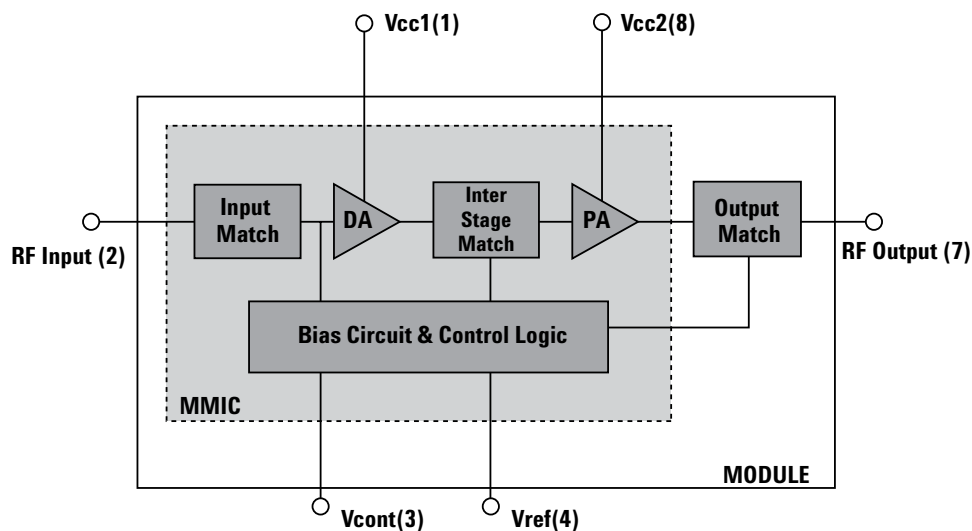 Vcc1(1)
Vcc2(8)
Input
Match
DA
Inter
Stage
Match
PA
Output
Match
RF Input (2)
RF Output (7)
Bias Circuit & Control Logic
MMIC
MODULE
Vcont(3)
Vref(4)